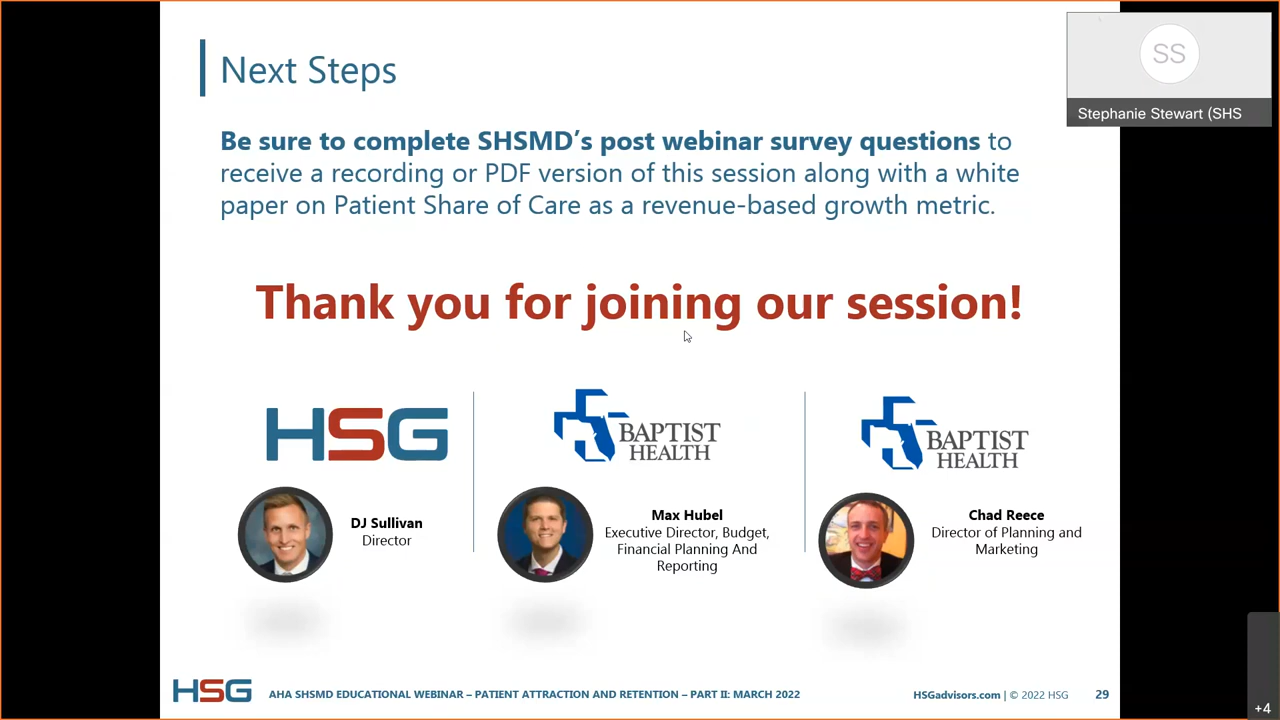 Next Steps
SS
Stephanie Stewart (SHS
Be sure to complete SHSMD’s post webinar survey questions to
receive a recording or PDF version of this session along with a white
paper on Patient Share of Care as a revenue-based growth metric.
Thank you for joining our session!
HSG
BAPTIST
HEALTH
BAPTIST
HEALTH
DJ Sullivan
Director
Max Hubel
Executive Director, Budget,
Financial Planning And
Reporting
Chad Reece
Director of Planning and
Marketing
HSG
AHA SHSMD EDUCATIONAL WEBINAR – PATIENT ATTRACTION AND RETENTION – PART II: MARCH 2022
HSGadvisors.com | © 2022 HSG 29
+4